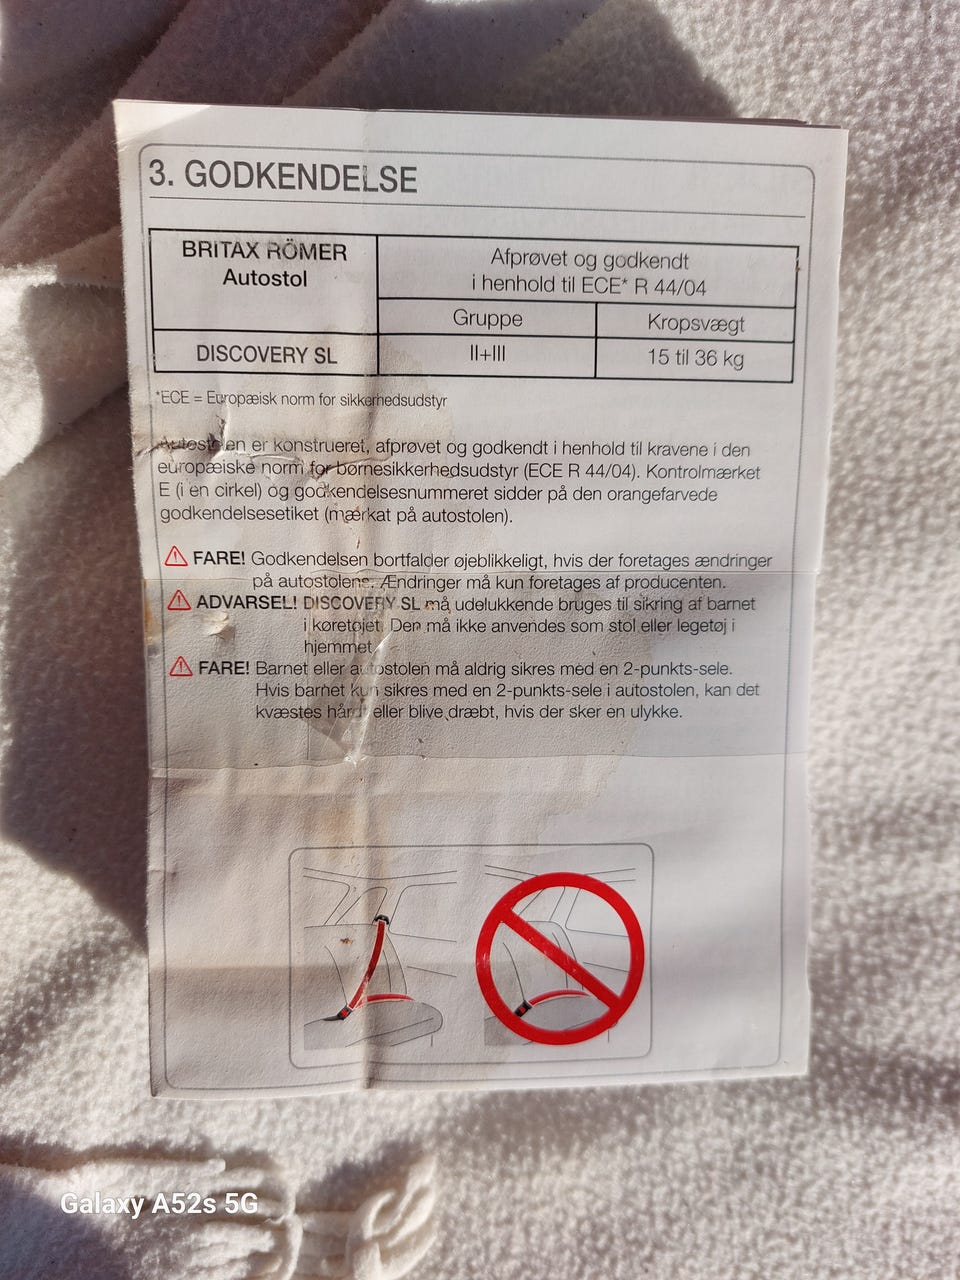 3. GODKENDELSE
BRITAX RÖMER
Autostol
Afprøvet og godkendt
i henhold til ECE* R 44/04
Gruppe
Kropsvægt
DISCOVERY SL
II+III
15 til 36 kg
*ECE = Europæisk norm for sikkerhedsudstyr
Autostolen er konstrueret, afprøvet og godkendt i henhold til kravene i den
europæiske norm for børnesikkerhedsudstyr (ECE R 44/04). Kontrolmærket
E (i en cirkel) og godkendelsesnummeret sidder på den orangefarvede
godkendelsesetiket (mærkat på autostolen).
FARE! Godkendelsen bortfalder øjeblikkeligt, hvis der foretages ændringer
på autostolens. Ændringer må kun foretages af producenten.
ADVARSEL! DISCOVERY SL må udelukkende bruges til sikring af barnet
i køretøjet. Den må ikke anvendes som stol eller legetøj i
hjemmet.
FARE! Barnet eller autostolen må aldrig sikres med en 2-punkts-sele.
Hvis barnet kun sikres med en 2-punkts-sele i autostolen, kan det
kvæstes hårdt eller blive dræbt, hvis der sker en ulykke.
Galaxy A52s 5G